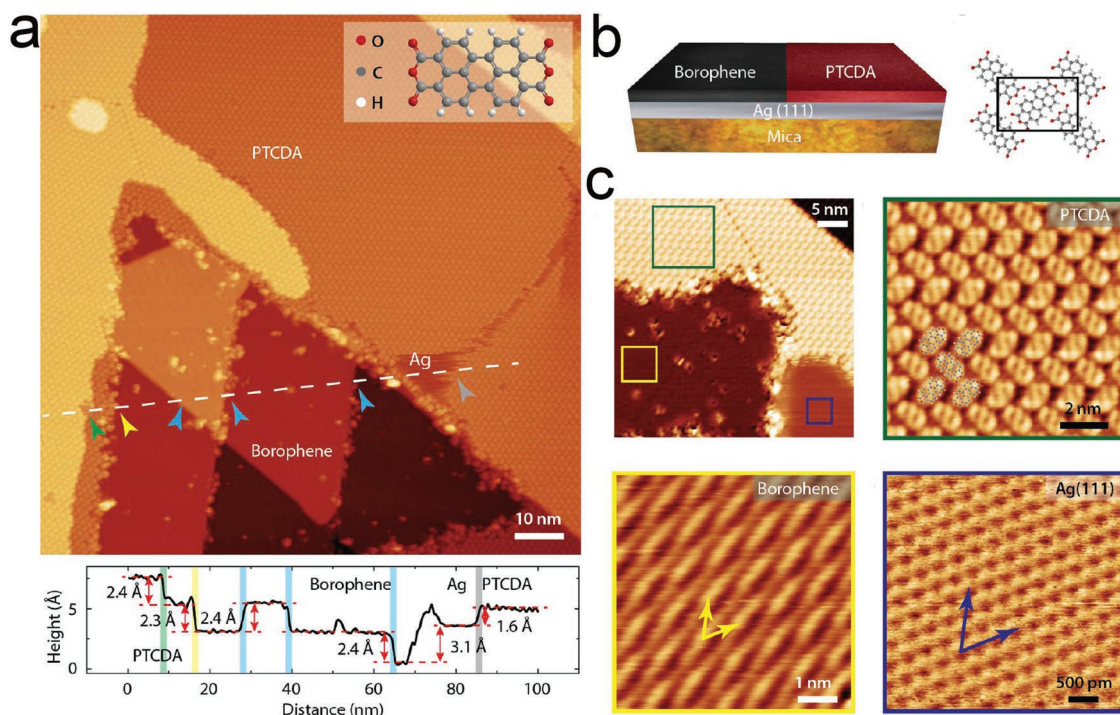 a
O
C
H
PTCDA
Ag
Borophene
10 nm
Height (Å)
5
0
2.4 Å
2.3 Å
2.4 Å
Borophene
Ag
PTCDA
2.4 Å
3.1 Å
1.6 Å
PTCDA
0
20
40
60
80
100
Distance (nm)
b
Borophene
PTCDA
Ag (111)
Mica
c
5 nm
PTCDA
2 nm
Borophene
1 nm
Ag(111)
500 pm